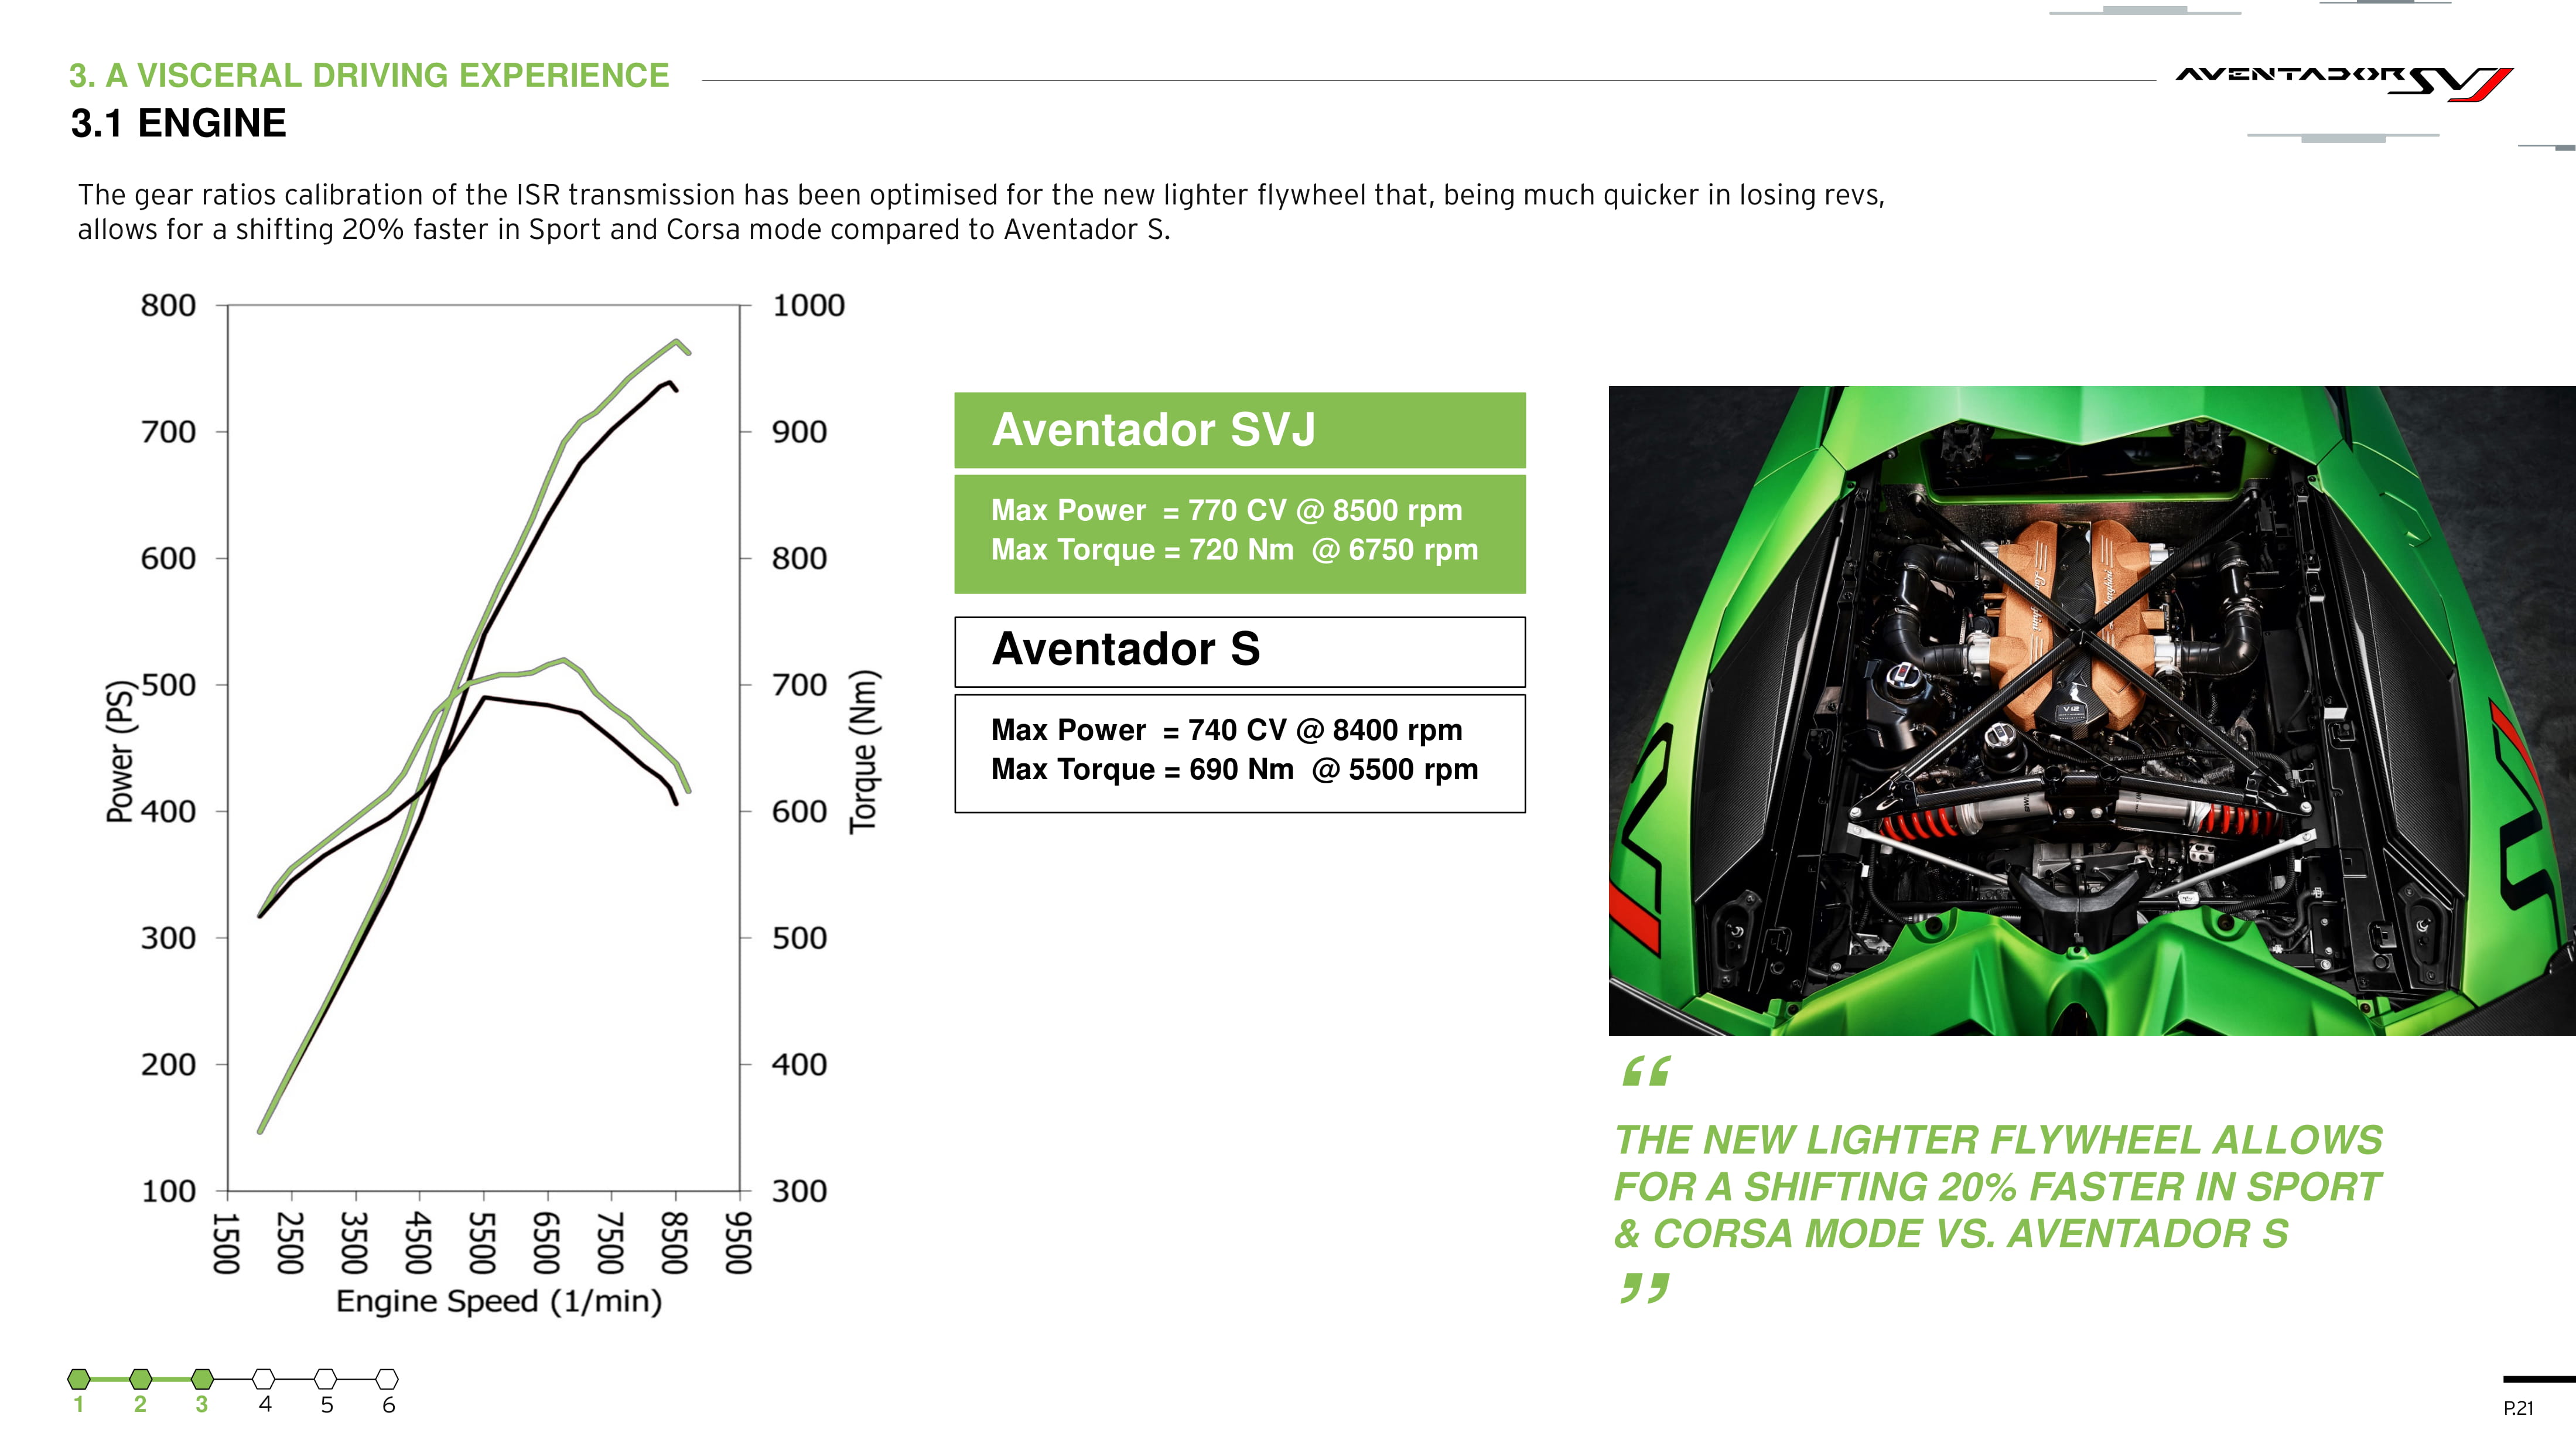 3. A VISCERAL DRIVING EXPERIENCE
AVENTADOR SVJ
3.1 ENGINE
The gear ratios calibration of the ISR transmission has been optimised for the new lighter flywheel that, being much quicker in losing revs,
allows for a shifting 20% faster in Sport and Corsa mode compared to Aventador S.
800
700
600
500
400
300
200
100
Power (PS)
1000
900
800
700
600
500
400
300
Torque (Nm)
1500
2500
3500
4500
5500
6500
7500
8500
9500
Engine Speed (1/min)
Aventador SVJ
Max Power = 770 CV @ 8500 rpm
Max Torque = 720 Nm @ 6750 rpm
Aventador S
Max Power = 740 CV @ 8400 rpm
Max Torque = 690 Nm @ 5500 rpm
V12
“
THE NEW LIGHTER FLYWHEEL ALLOWS
FOR A SHIFTING 20% FASTER IN SPORT
& CORSA MODE VS. AVENTADOR S
”
1 2 3 4 5 6
P.21